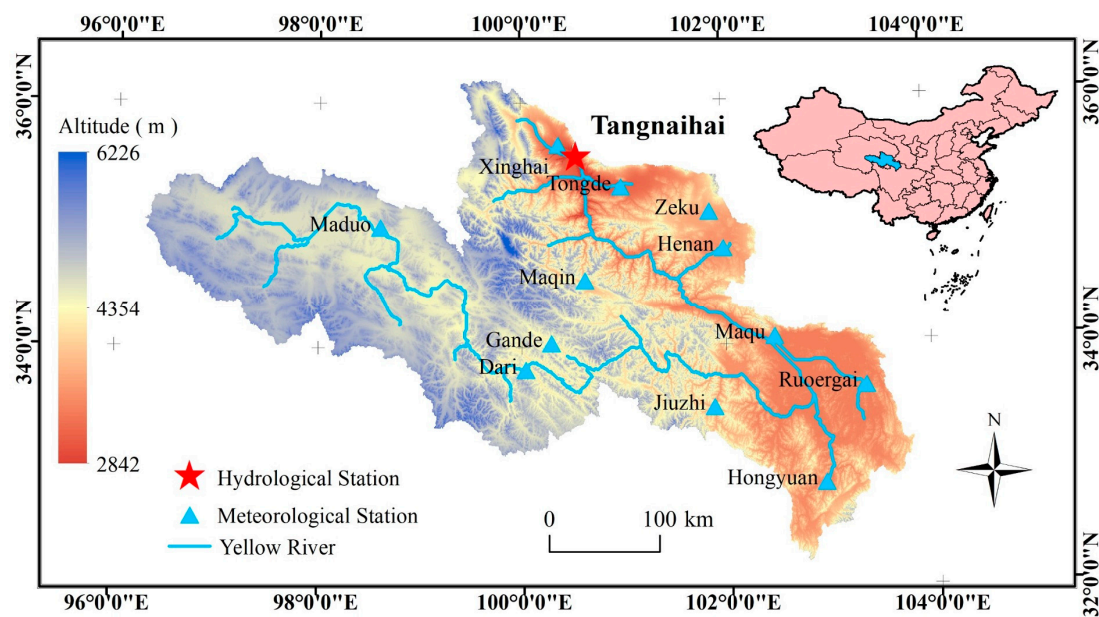 96°0'0"E 98°0'0"E 100°0'0"E 102°0'0"E 104°0'0"E
36°0'0"N
36°0'0"N
Altitude ( m )
6226
4354
2842
Tangnaihai
Xinghai
Tongde
Zeku
Maduo
Henan
Maqin
Maqu
Gande
Dari
Ruoergai
Jiuzhi
Hongyuan
34°0'0"N
34°0'0"N
N
Hydrological Station
Meteorological Station
Yellow River
0 100 km
32°0'0"N
96°0'0"E 98°0'0"E 100°0'0"E 102°0'0"E 104°0'0"E